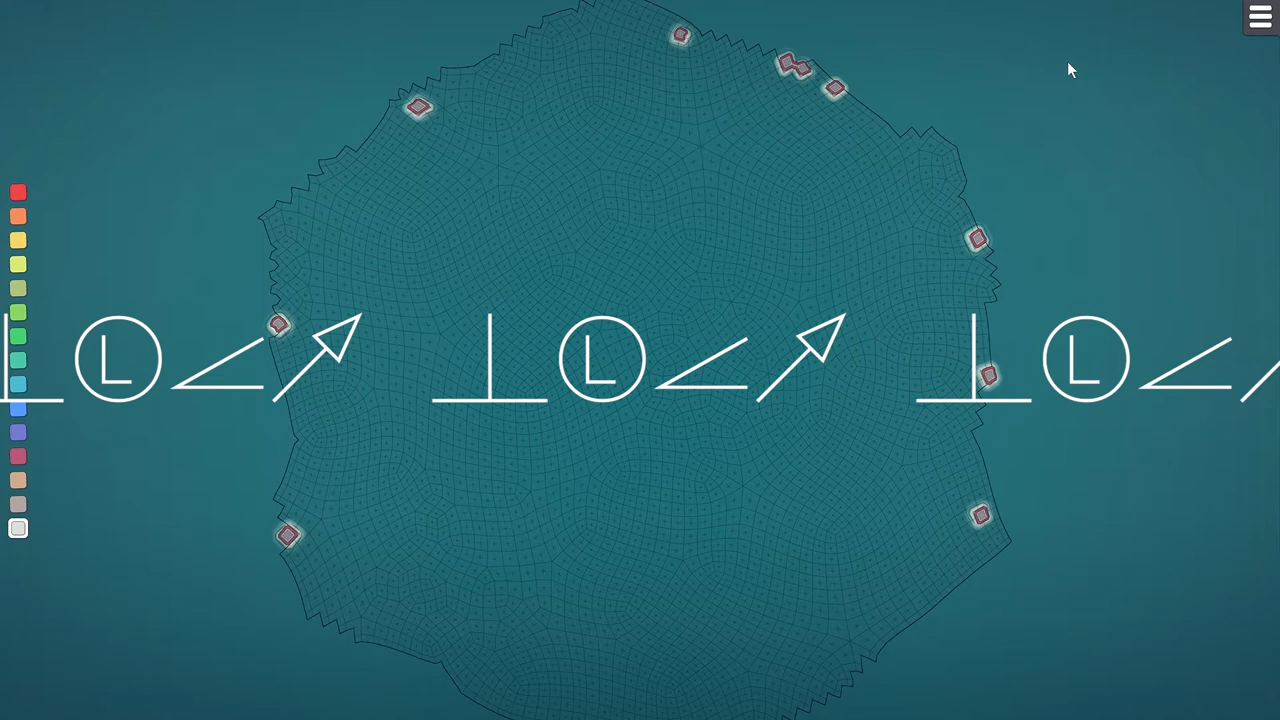 ⊥ Ⓛ ∠ ↗ ⊥ Ⓛ ∠ ↗ ⊥ Ⓛ ∠